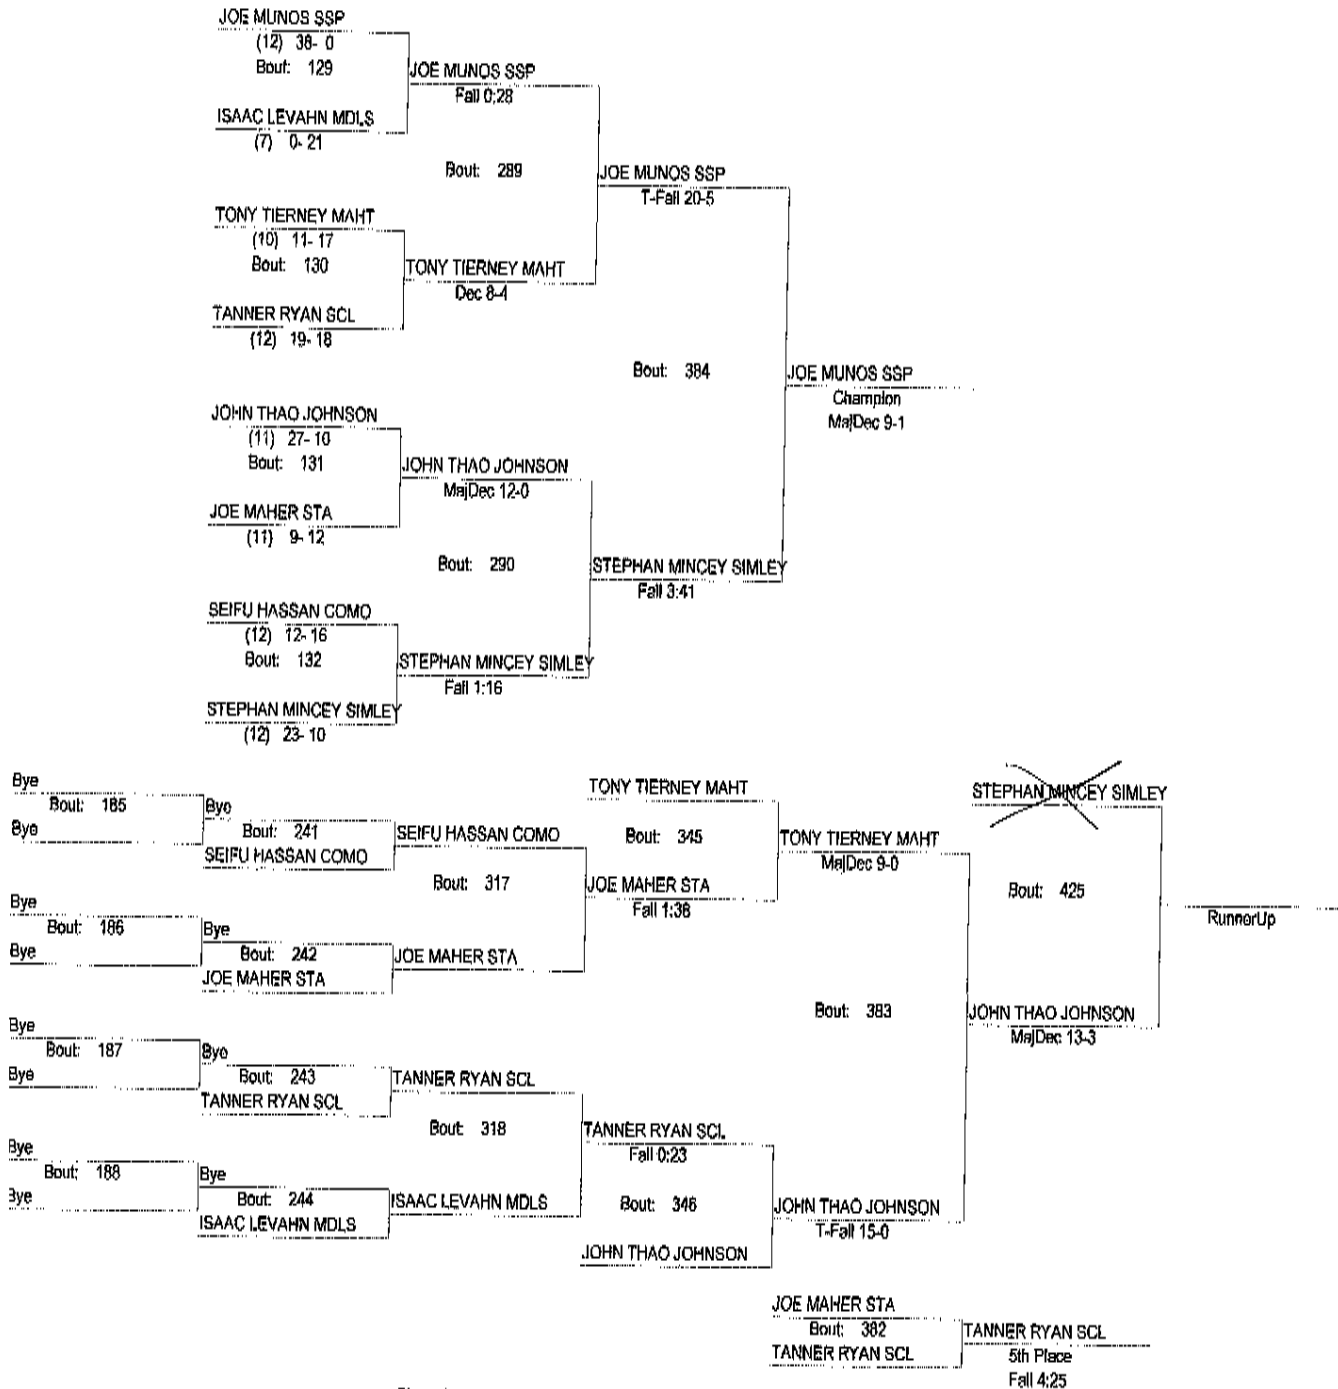 JOE MUNOS SSP
(12) 38- 0
Bout: 129
JOE MUNOS SSP
Fall 0:28
ISAAC LEVAHN MDLS
(7) 0- 21
Bout: 289
JOE MUNOS SSP
T-Fall 20-5
TONY TIERNEY MAHT
(10) 11- 17
Bout: 130
TONY TIERNEY MAHT
Dec 8-4
TANNER RYAN SCL
(12) 19- 18
Bout: 384
JOE MUNOS SSP
Champion
MajDec 9-1
JOHN THAO JOHNSON
(11) 27- 10
Bout: 131
JOHN THAO JOHNSON
MajDec 12-0
JOE MAHER STA
(11) 9- 12
Bout: 290
STEPHAN MINCEY SIMLEY
Fall 3:41
SEIFU HASSAN COMO
(12) 12- 16
Bout: 132
STEPHAN MINCEY SIMLEY
Fall 1:16
STEPHAN MINCEY SIMLEY
(12) 23- 10
Bye
Bout: 185
Bye
Bye
Bout: 241
SEIFU HASSAN COMO
SEIFU HASSAN COMO
Bout: 317
TONY TIERNEY MAHT
Bout: 345
JOE MAHER STA
Fall 1:38
TONY TIERNEY MAHT
MajDec 9-0
STEPHAN MINCEY SIMLEY
Bout: 425
RunnerUp
Bye
Bout: 186
Bye
Bye
Bout: 242
JOE MAHER STA
JOE MAHER STA
Bout: 383
JOHN THAO JOHNSON
MajDec 13-3
Bye
Bout: 187
Bye
Bye
Bout: 243
TANNER RYAN SCL
TANNER RYAN SCL
Bout: 318
TANNER RYAN SCL
Fall 0:23
Bout: 346
JOHN THAO JOHNSON
JOHN THAO JOHNSON
T-Fall 15-0
Bye
Bout: 188
Bye
Bye
Bout: 244
ISAAC LEVAHN MDLS
ISAAC LEVAHN MDLS
JOE MAHER STA
Bout: 382
TANNER RYAN SCL
TANNER RYAN SCL
5th Place
Fall 4:25